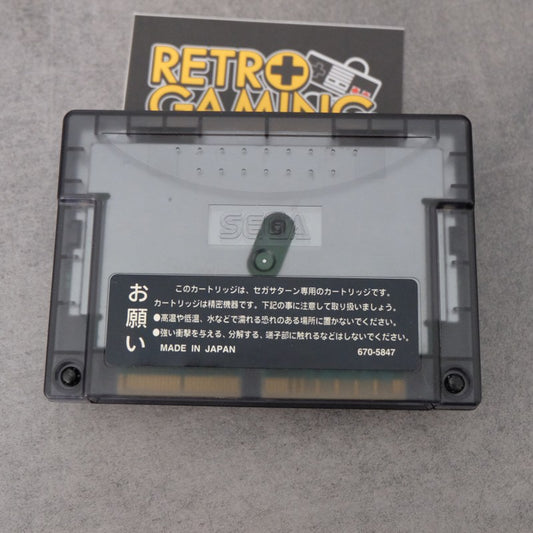 RETRO
GAMING
SEGA
お願い
このカートリッジは、セガサターン専用のカートリッジです。
カートリッジは精密機器です。下記の事に注意して取り扱いましょう。
●高温や低温、水などで濡れる恐れのある場所に置かないでください。
●強い衝撃を与える、分解する、端子部に触れるなどはしないでください。
MADE IN JAPAN 670-5847